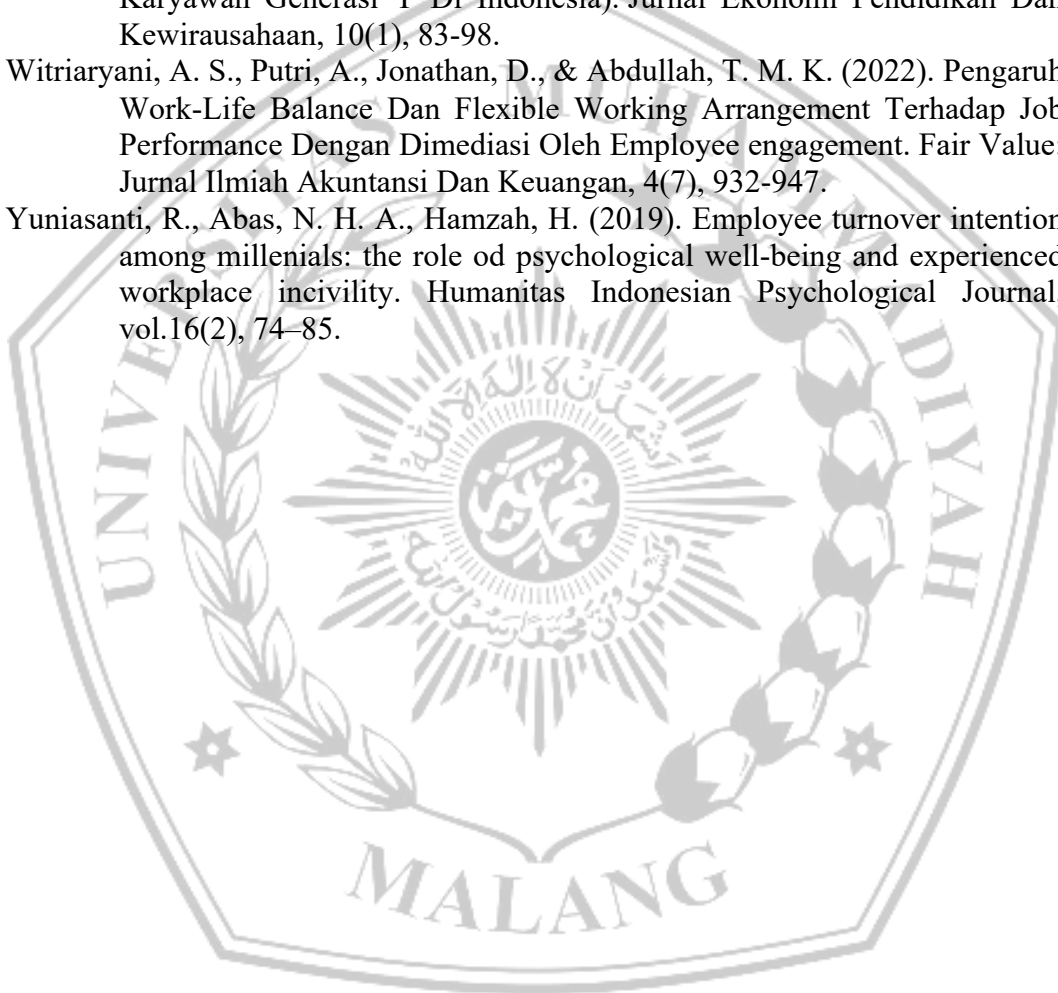 Karyawan Generasi Y Di Indonesia). Jurnal Ekonomi Pendidikan Dan
Kewirausahaan, 10(1), 83-98.
Witriaryani, A. S., Putri, A., Jonathan, D., & Abdullah, T. M. K. (2022). Pengaruh
Work-Life Balance Dan Flexible Working Arrangement Terhadap Job
Performance Dengan Dimediasi Oleh Employee engagement. Fair Value:
Jurnal Ilmiah Akuntansi Dan Keuangan, 4(7), 932-947.
Yuniasanti, R., Abas, N. H. A., Hamzah, H. (2019). Employee turnover intention
among millenials: the role od psychological well-being and experienced
workplace incivility. Humanitas Indonesian Psychological Journal.
vol.16(2), 74–85.
UNIVERSITAS MUHAMMADIYAH
MALANG